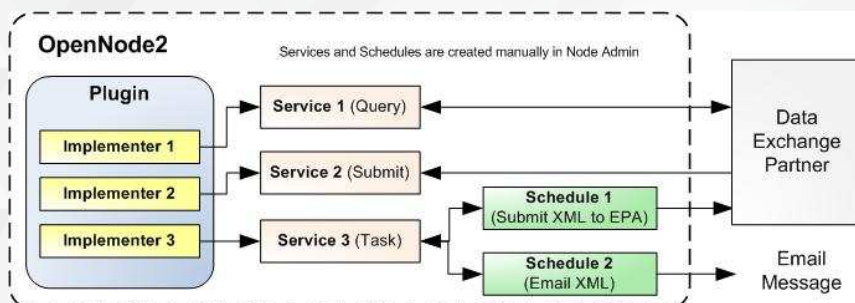 OpenNode2
Services and Schedules are created manually in Node Admin
Plugin
Implementer 1
Implementer 2
Implementer 3
Service 1 (Query)
Service 2 (Submit)
Service 3 (Task)
Schedule 1
(Submit XML to EPA)
Schedule 2
(Email XML)
Data
Exchange
Partner
Email
Message